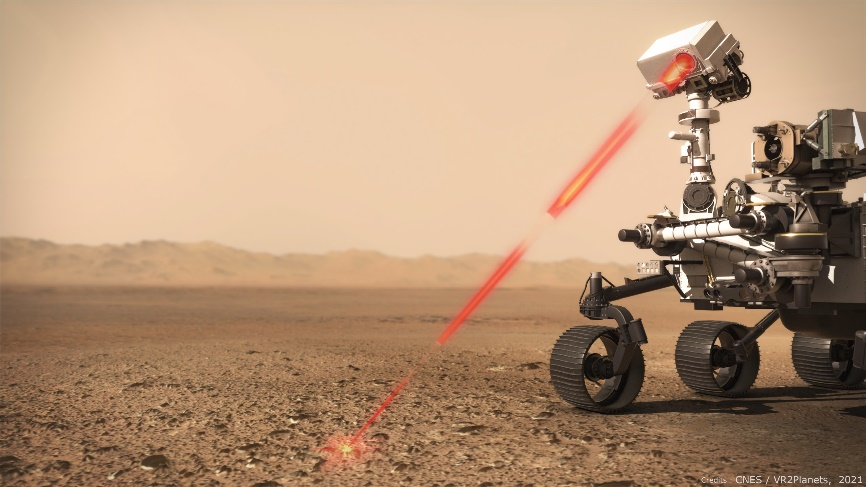 Credits CNES / VR2Planets, 2021